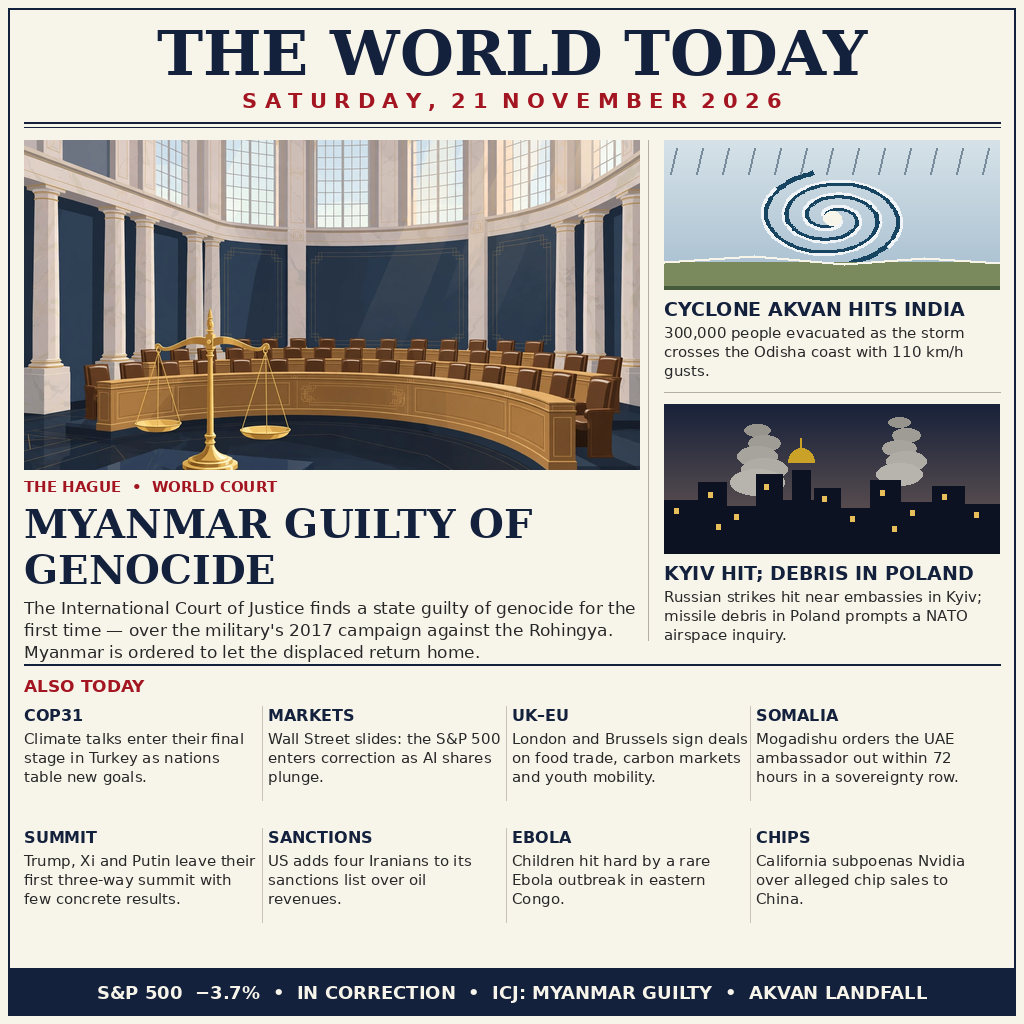 THE WORLD TODAY
SATURDAY, 21 NOVEMBER 2026
THE HAGUE • WORLD COURT
MYANMAR GUILTY OF
GENOCIDE
The International Court of Justice finds a state guilty of genocide for the
first time — over the military's 2017 campaign against the Rohingya.
Myanmar is ordered to let the displaced return home.
CYCLONE AKVAN HITS INDIA
300,000 people evacuated as the storm
crosses the Odisha coast with 110 km/h
gusts.
KYIV HIT; DEBRIS IN POLAND
Russian strikes hit near embassies in Kyiv;
missile debris in Poland prompts a NATO
airspace inquiry.
ALSO TODAY
COP31
Climate talks enter their final
stage in Turkey as nations
table new goals.
MARKETS
Wall Street slides: the S&P 500
enters correction as AI shares
plunge.
UK–EU
London and Brussels sign deals
on food trade, carbon markets
and youth mobility.
SOMALIA
Mogadishu orders the UAE
ambassador out within 72
hours in a sovereignty row.
SUMMIT
Trump, Xi and Putin leave their
first three-way summit with
few concrete results.
SANCTIONS
US adds four Iranians to its
sanctions list over oil
revenues.
EBOLA
Children hit hard by a rare
Ebola outbreak in eastern
Congo.
CHIPS
California subpoenas Nvidia
over alleged chip sales to
China.
S&P 500 −3.7% • IN CORRECTION • ICJ: MYANMAR GUILTY • AKVAN LANDFALL